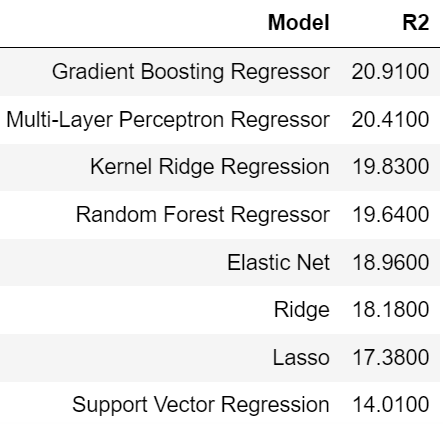 Model R2
Gradient Boosting Regressor 20.9100
Multi-Layer Perceptron Regressor 20.4100
Kernel Ridge Regression 19.8300
Random Forest Regressor 19.6400
Elastic Net 18.9600
Ridge 18.1800
Lasso 17.3800
Support Vector Regression 14.0100